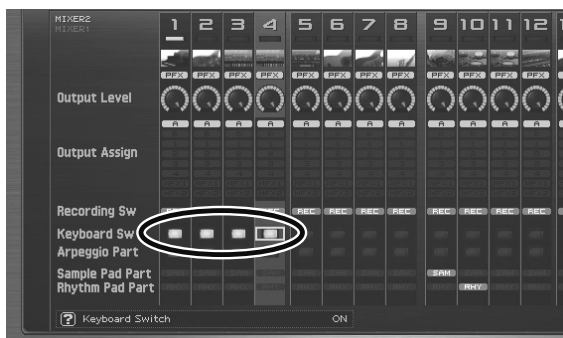 MIXER2
MIXER1
1 2 3 4 5 6 7 8 9 10 11 12
PFX PFX PFX PFX PFX PFX PFX PFX PFX PFX PFX PFX
Output Level
A A A A A A A A A A A A
Output Assign
Recording Sw REC REC REC REC REC REC REC REC REC
Keyboard Sw
Arpeggio Part
Sample Pad Part SAM
Rhythm Pad Part RHY
? Keyboard Switch ON